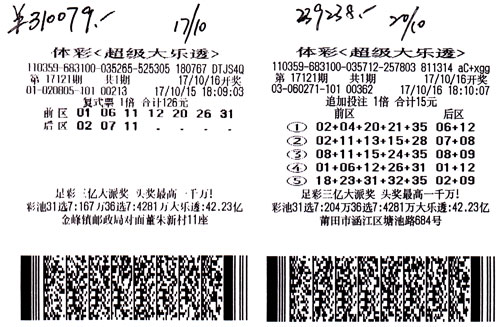 ¥310079.— 17/10
体彩<超级大乐透>
110359-683100-035265-525305 180767 DTJS4Q
第 17121期 共1期 17/10/16开奖
01-020805-101 00213 17/10/15 18:09:03
复式票 1倍 合计126元
前区 01 06 11 12 20 26 31
后区 02 07 11
足彩三亿大派奖 头奖最高一千万!
彩池31选7:167万36选7:4281万大乐透:42.23亿
金峰镇邮政局对面董朱新村11座
239238.— 20/10
体彩<超级大乐透>
110359-683100-035712-257803 811314 aC+xgg
第 17121期 共1期 17/10/16开奖
03-060271-101 00362 17/10/16 18:10:07
追加投注 1倍 合计15元
前区 后区
① 02+04+20+21+35 06+12
② 02+11+13+15+28 07+08
③ 08+11+15+24+35 08+09
④ 01+06+12+26+31 01+12
⑤ 18+23+31+32+35 02+09
足彩三亿大派奖 头奖最高一千万!
彩池31选7:204万36选7:4281万大乐透:42.23亿
莆田市涵江区塘池路684号